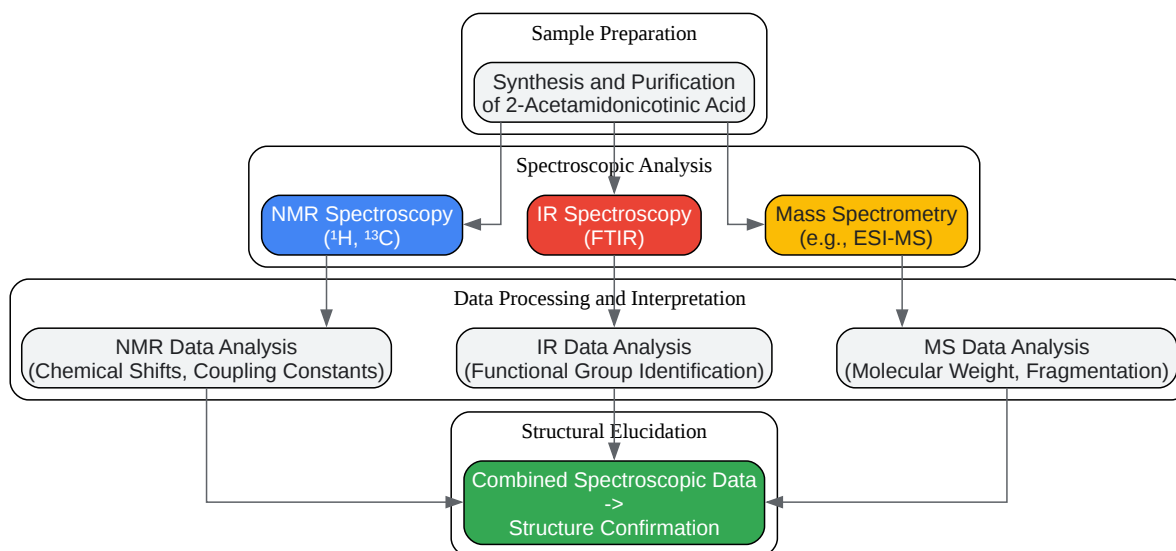 Sample Preparation
Synthesis and Purification
of 2-Acetamidonicotinic Acid
Spectroscopic Analysis
NMR Spectroscopy
(¹H, ¹³C)
IR Spectroscopy
(FTIR)
Mass Spectrometry
(e.g., ESI-MS)
Data Processing and Interpretation
NMR Data Analysis
(Chemical Shifts, Coupling Constants)
IR Data Analysis
(Functional Group Identification)
MS Data Analysis
(Molecular Weight, Fragmentation)
Structural Elucidation
Combined Spectroscopic Data
->
Structure Confirmation